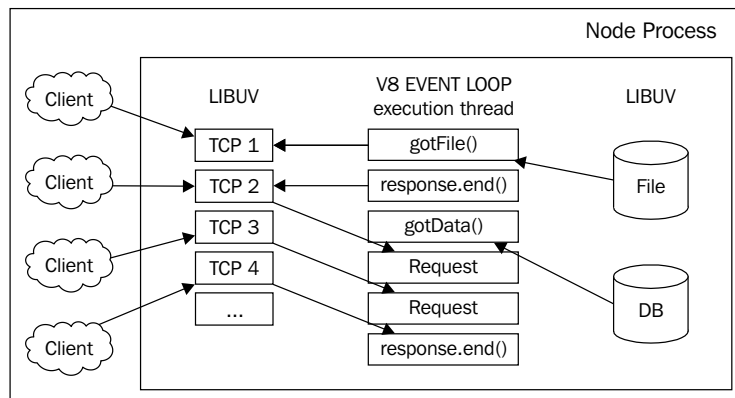 Node Process
Client
Client
Client
Client
LIBUV
TCP 1
TCP 2
TCP 3
TCP 4
...
V8 EVENT LOOP
execution thread
gotFile()
response.end()
gotData()
Request
Request
response.end()
LIBUV
File
DB